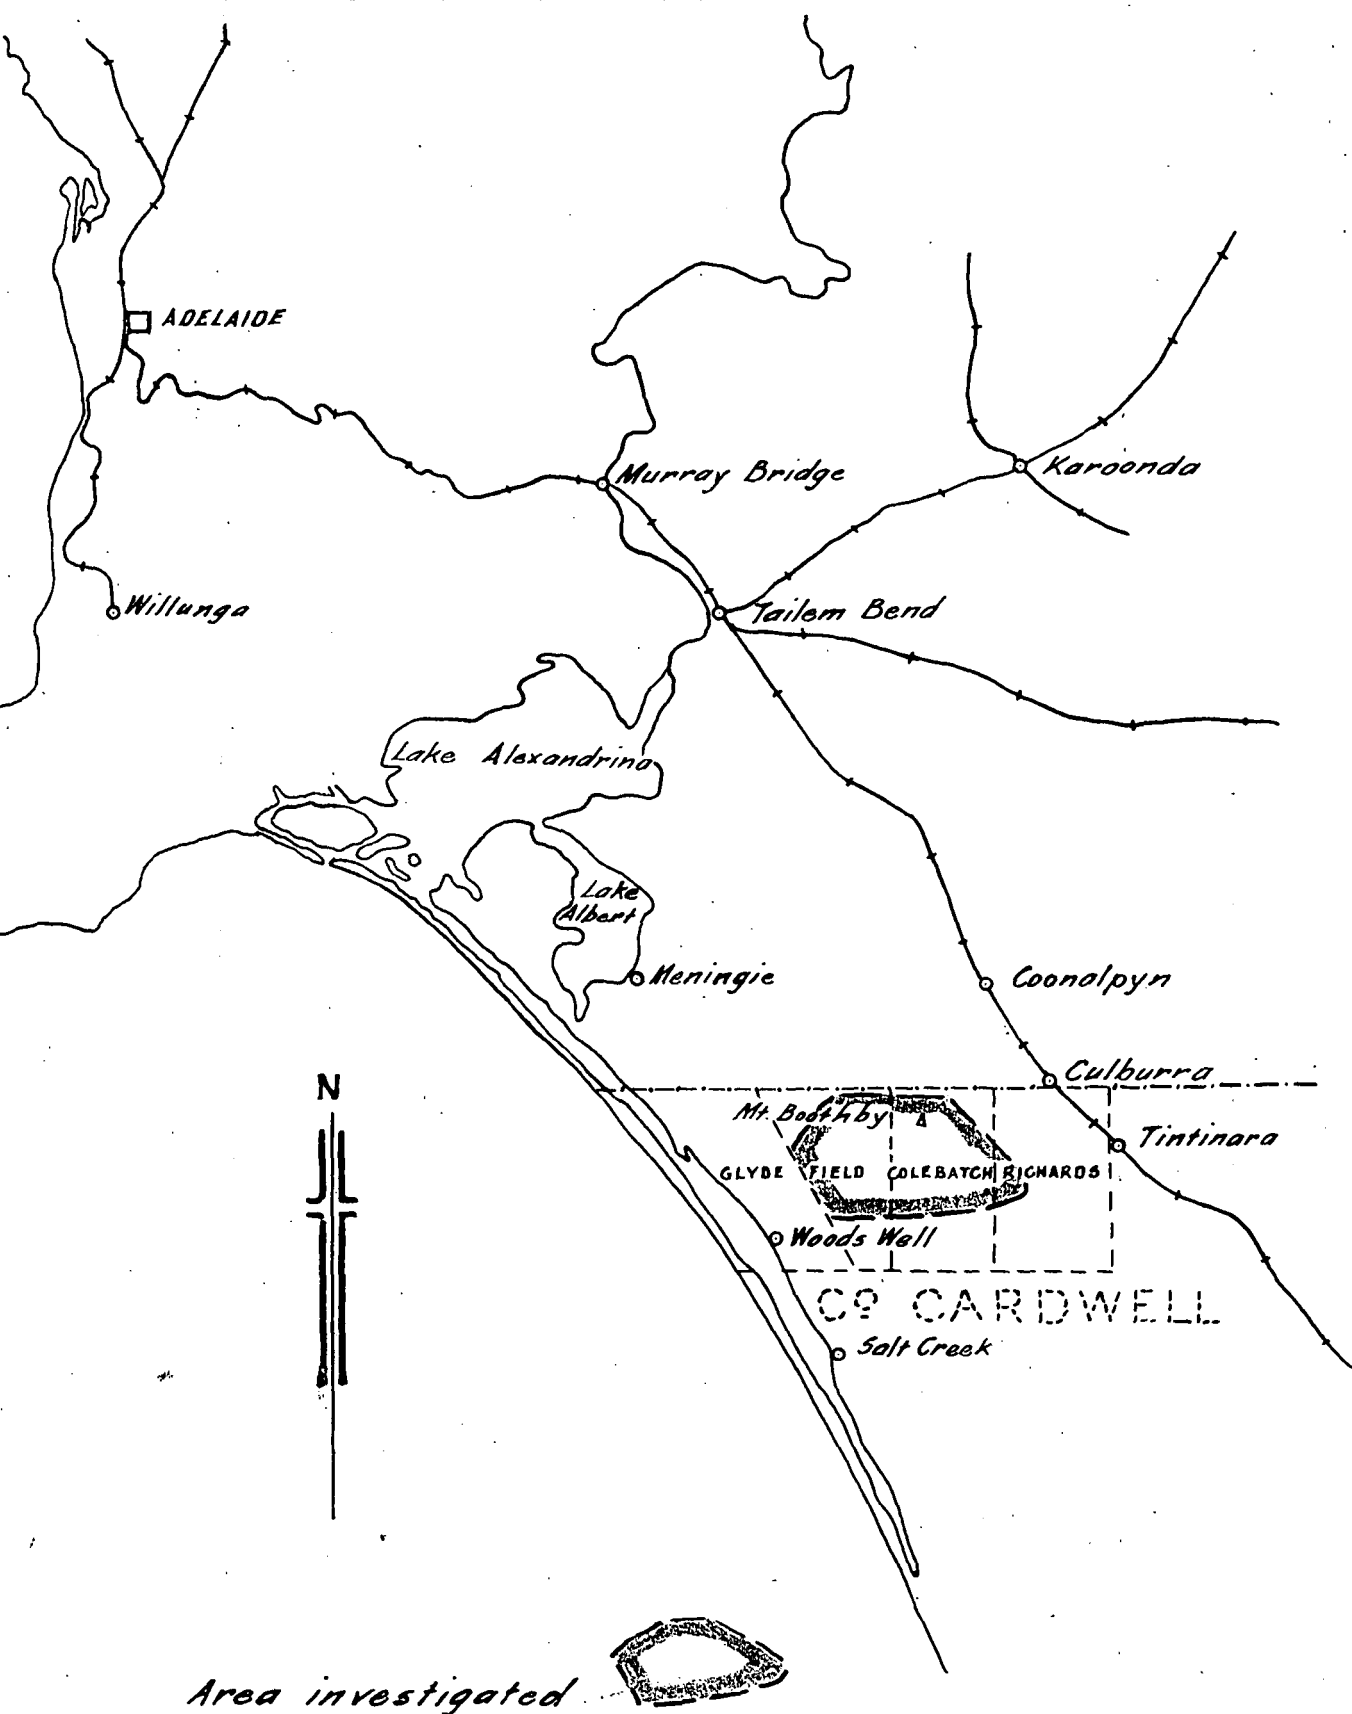 ADELAIDE
Murray Bridge
Karoonda
Willunga
Tailem Bend
Lake Alexandrina
Lake
Albert
Meningie
Coonalpyn
N
Culburra
Mt. Boothby
Tintinara
GLYDE FIELD COLEBATCH RICHARDS
Woods Well
Co CARDWELL
Salt Creek
Area investigated